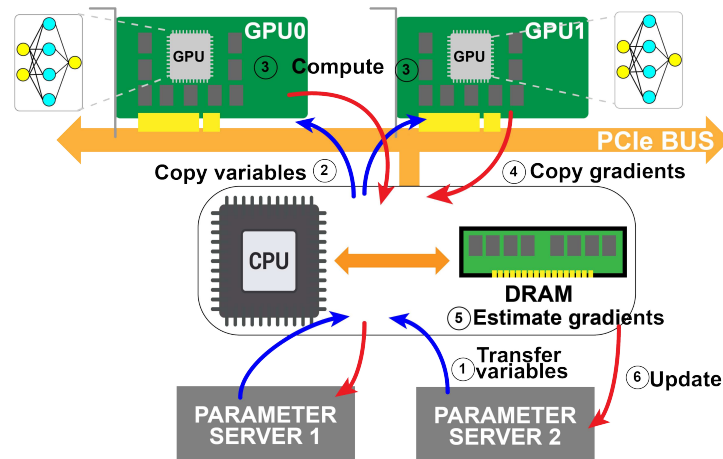 GPU0
GPU1
GPU
GPU
3 Compute 3
PCIe BUS
Copy variables 2
4 Copy gradients
CPU
DRAM
5 Estimate gradients
1 Transfer
variables
6 Update
PARAMETER
SERVER 1
PARAMETER
SERVER 2